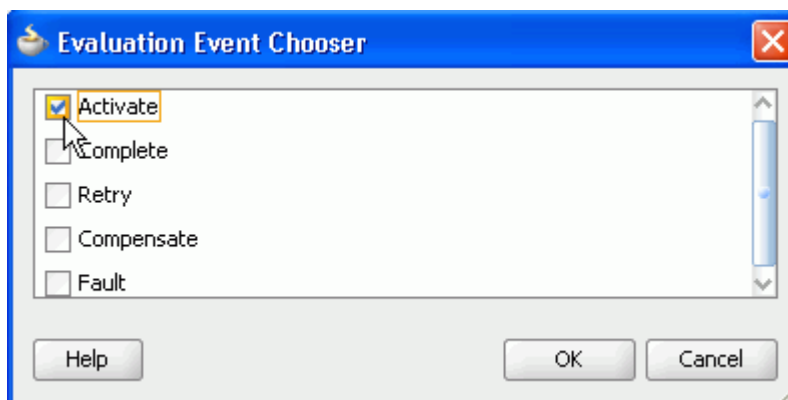 Evaluation Event Chooser
Activate
Complete
Retry
Compensate
Fault
Help OK Cancel